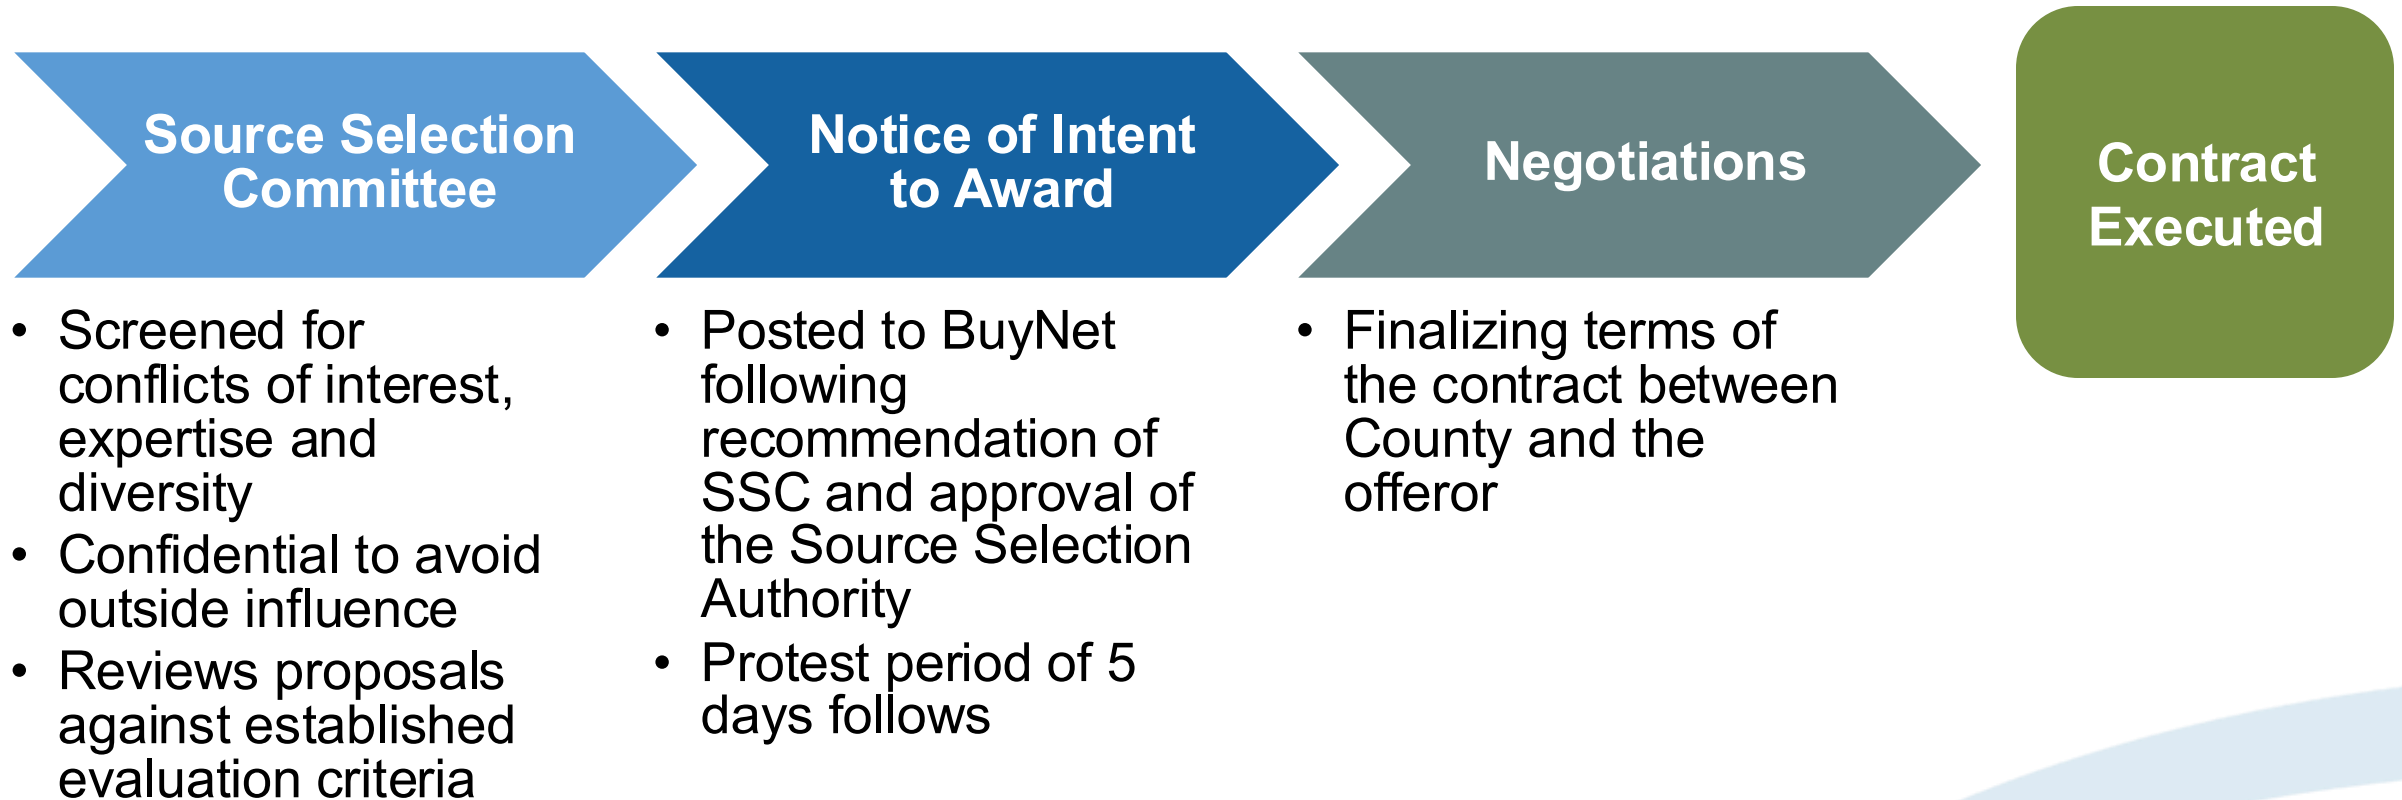 Source Selection
Committee
• Screened for
conflicts of interest,
expertise and
diversity
• Confidential to avoid
outside influence
• Reviews proposals
against established
evaluation criteria
Notice of Intent
to Award
• Posted to BuyNet
following
recommendation of
SSC and approval of
the Source Selection
Authority
• Protest period of 5
days follows
Negotiations
• Finalizing terms of
the contract between
County and the
offeror
Contract
Executed